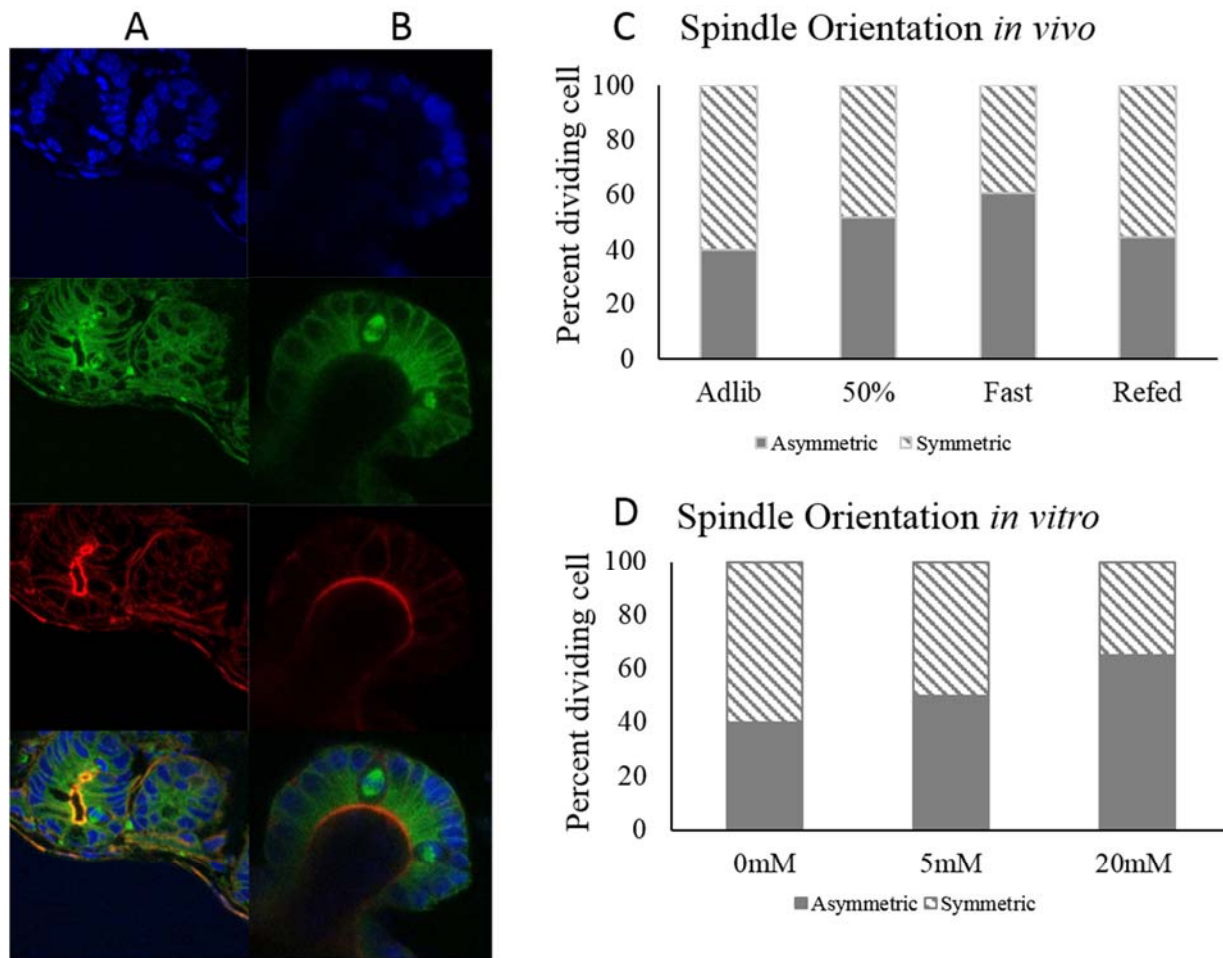 A
B
C Spindle Orientation in vivo
Percent dividing cell
100
80
60
40
20
0
Adlib 50% Fast Refed
Asymmetric Symmetric
D Spindle Orientation in vitro
Percent dividing cell
100
80
60
40
20
0
0mM 5mM 20mM
Asymmetric Symmetric